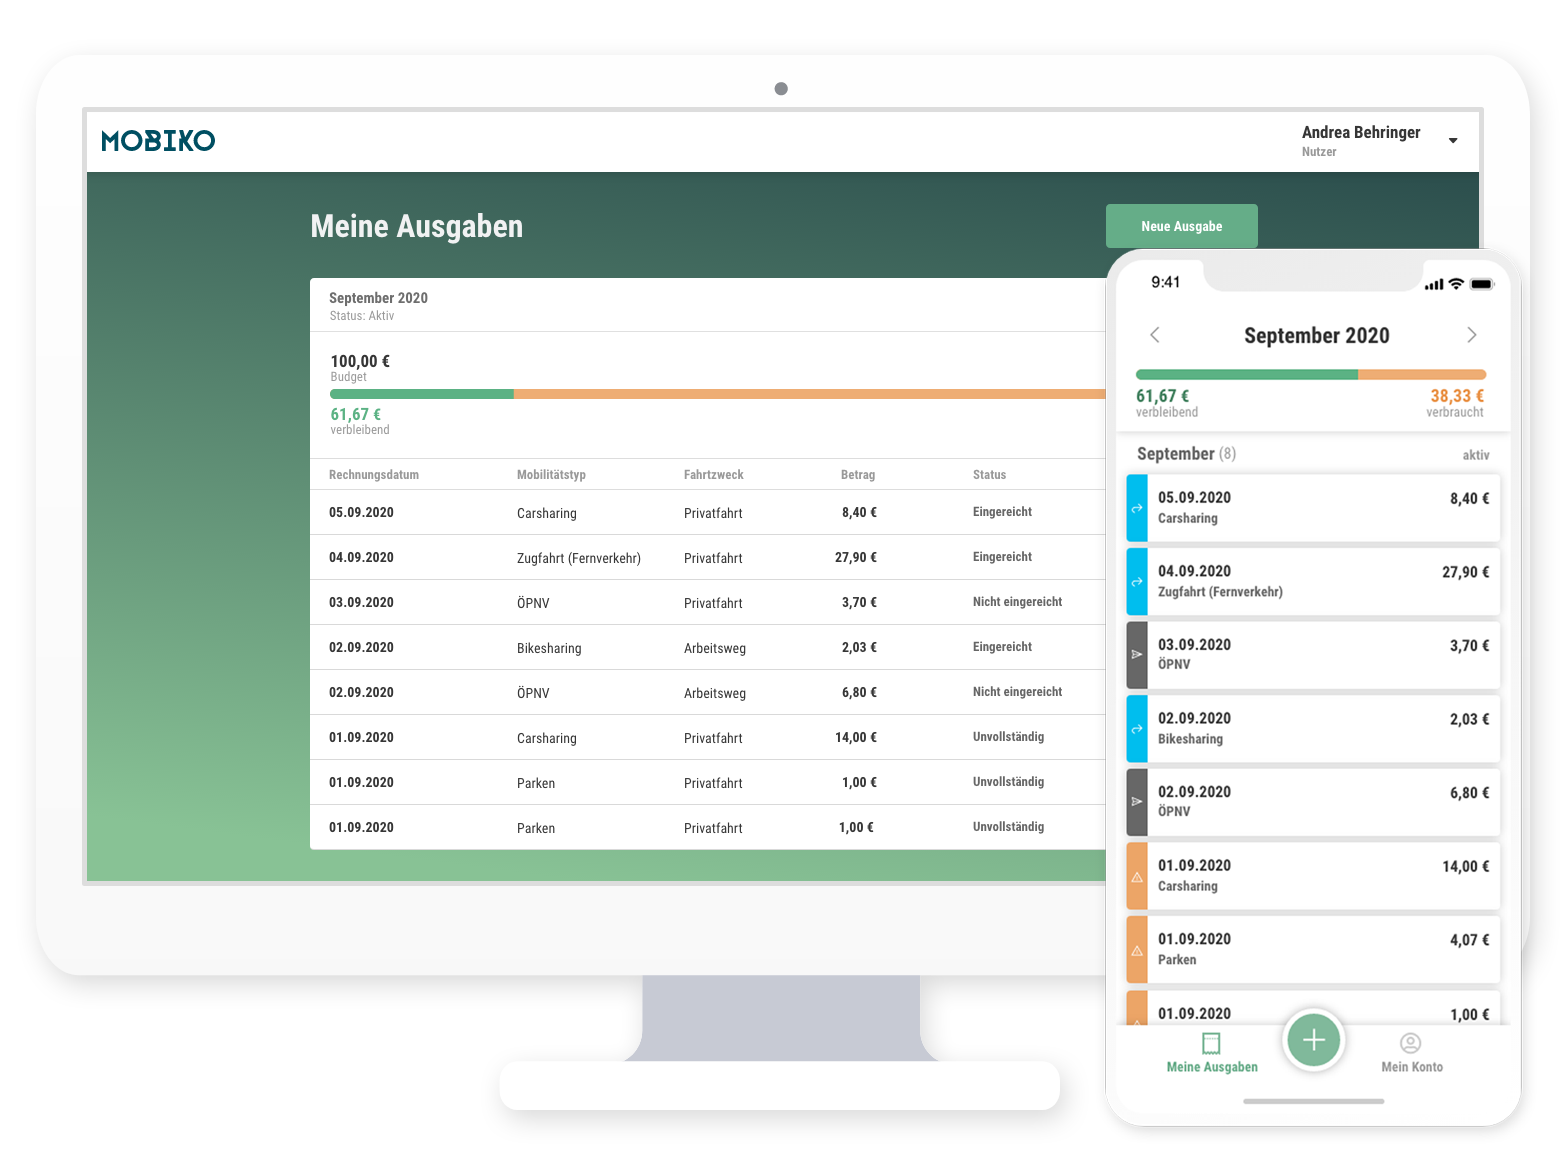 MOBIKO
Andrea Behringer
Nutzer
Meine Ausgaben
Neue Ausgabe
September 2020
Status: Aktiv
100,00 €
Budget
61,67 €
verbleibend
Rechnungsdatum Mobilitätstyp Fahrtzweck Betrag Status
05.09.2020 Carsharing Privatfahrt 8,40 € Eingereicht
04.09.2020 Zugfahrt (Fernverkehr) Privatfahrt 27,90 € Eingereicht
03.09.2020 ÖPNV Privatfahrt 3,70 € Nicht eingereicht
02.09.2020 Bikesharing Arbeitsweg 2,03 € Eingereicht
02.09.2020 ÖPNV Arbeitsweg 6,80 € Nicht eingereicht
01.09.2020 Carsharing Privatfahrt 14,00 € Unvollständig
01.09.2020 Parken Privatfahrt 1,00 € Unvollständig
01.09.2020 Parken Privatfahrt 1,00 € Unvollständig
9:41
September 2020
61,67 € 38,33 €
verbleibend verbraucht
September (8) aktiv
05.09.2020 8,40 €
Carsharing
04.09.2020 27,90 €
Zugfahrt (Fernverkehr)
03.09.2020 3,70 €
ÖPNV
02.09.2020 2,03 €
Bikesharing
02.09.2020 6,80 €
ÖPNV
01.09.2020 14,00 €
Carsharing
01.09.2020 4,07 €
Parken
01.09.2020 1,00 €
Meine Ausgaben Mein Konto